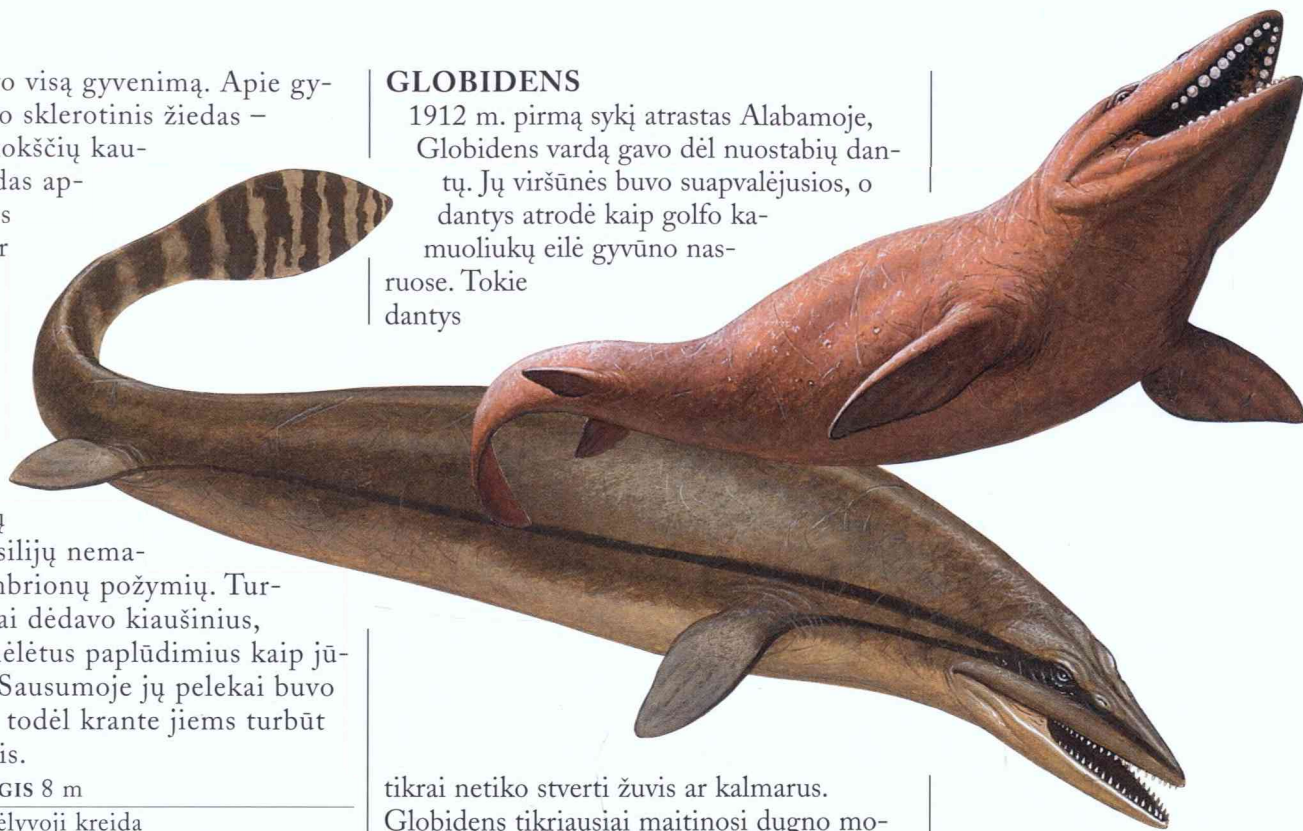 o visą gyvenimą. Apie gy-
o sklerotinis žiedas –
okščių kau-
das ap-
s
r
ų
silijų nema-
nbrionų požymių. Tur-
ai dėdavo kiaušinius,
ėlėtus paplūdimius kaip jū-
Sausumoje jų pelekai buvo
todėl krante jiems turbūt
is.
GIS 8 m
ėlyvoji kreida
GLOBIDENS
1912 m. pirmą sykį atrastas Alabamoje,
Globidens vardą gavo dėl nuostabių dan-
tų. Jų viršūnės buvo suapvalėjusios, o
dantys atrodė kaip golfo ka-
muoliukų eilė gyvūno nas-
ruose. Tokie
dantys
tikrai netiko stverti žuvis ar kalmarus.
Globidens tikriausiai maitinosi dugno mo-